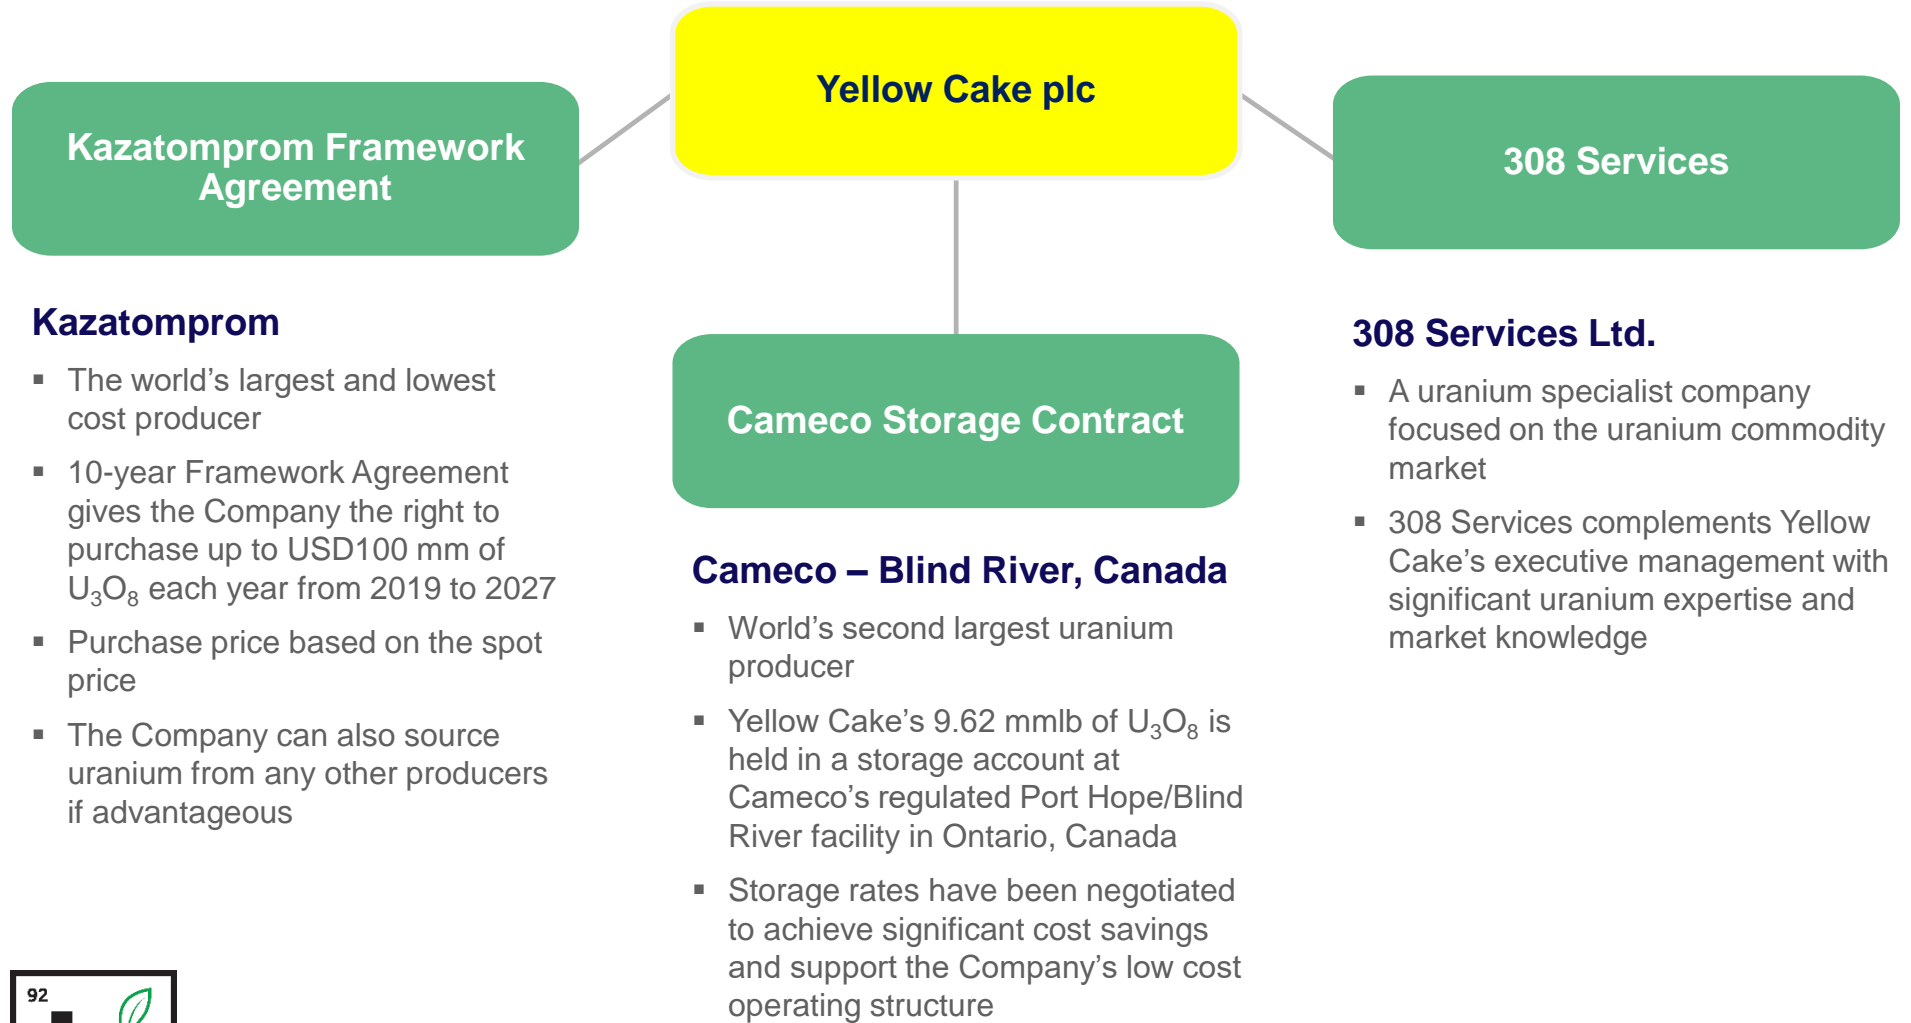 Yellow Cake plc
Kazatomprom Framework
Agreement
308 Services
Kazatomprom
▪ The world’s largest and lowest
cost producer
▪ 10-year Framework Agreement
gives the Company the right to
purchase up to USD100 mm of
U₃O₈ each year from 2019 to 2027
▪ Purchase price based on the spot
price
▪ The Company can also source
uranium from any other producers
if advantageous
Cameco Storage Contract
Cameco – Blind River, Canada
▪ World’s second largest uranium
producer
▪ Yellow Cake’s 9.62 mmlb of U₃O₈ is
held in a storage account at
Cameco’s regulated Port Hope/Blind
River facility in Ontario, Canada
▪ Storage rates have been negotiated
to achieve significant cost savings
and support the Company’s low cost
operating structure
308 Services Ltd.
▪ A uranium specialist company
focused on the uranium commodity
market
▪ 308 Services complements Yellow
Cake’s executive management with
significant uranium expertise and
market knowledge
92